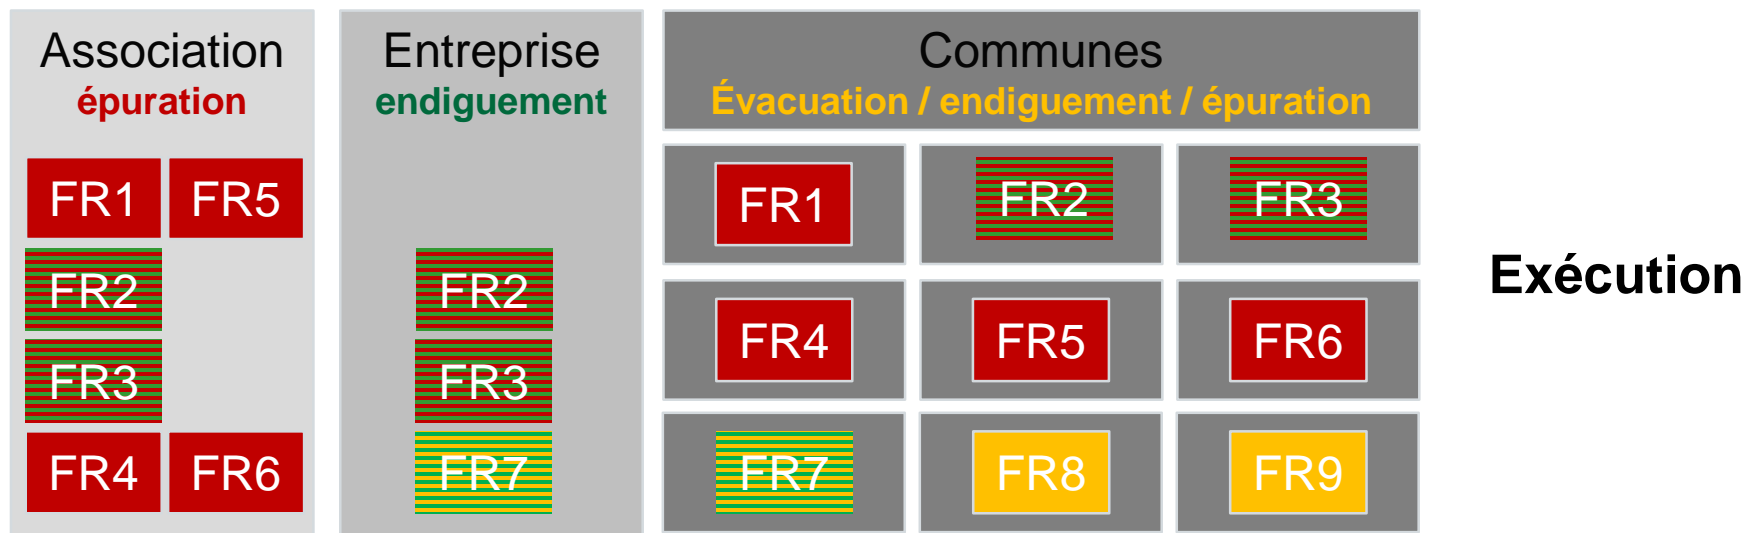 Association
épuration
FR1 FR5
FR2
FR3
FR4 FR6
Entreprise
endiguement
FR2
FR3
FR7
Communes
Évacuation / endiguement / épuration
FR1 FR2 FR3
FR4 FR5 FR6
FR7 FR8 FR9
Exécution